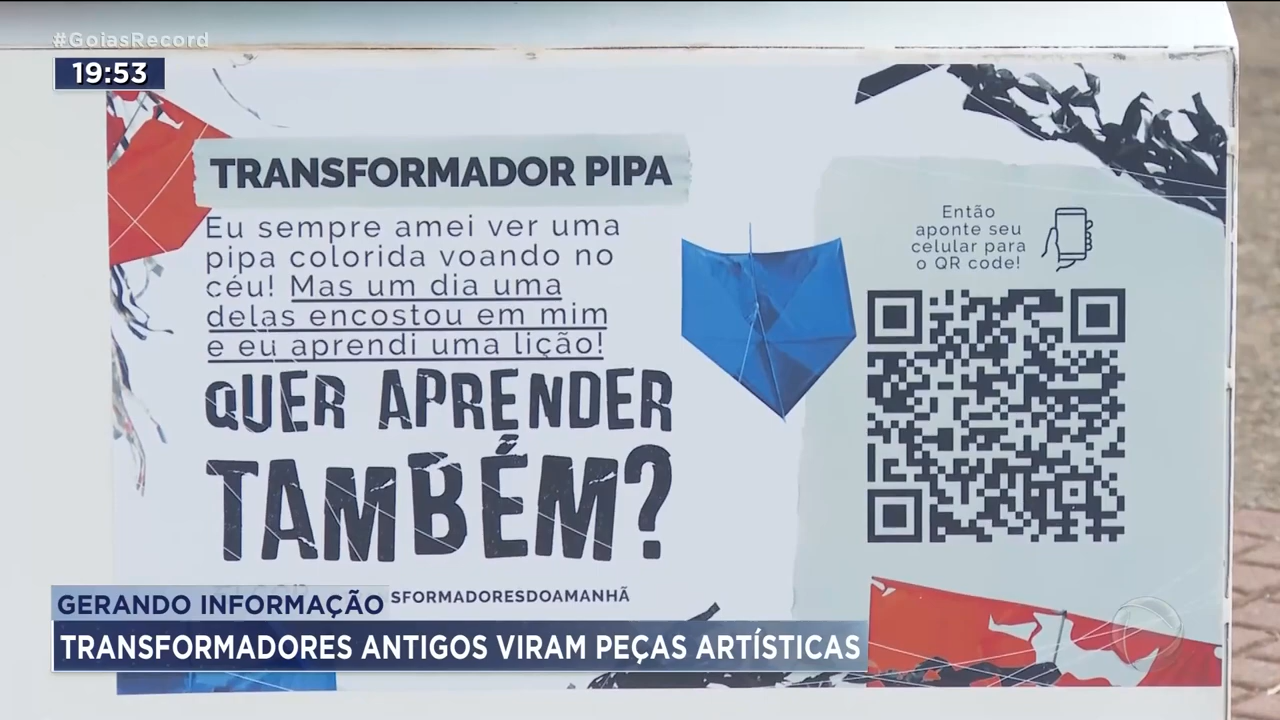 #GoiasRecord
19:53
TRANSFORMADOR PIPA
Eu sempre amei ver uma
pipa colorida voando no
céu! Mas um dia uma
delas encostou em mim
e eu aprendi uma lição!
QUER APRENDER
TAMBÉM?
Então
aponte seu
celular para
o QR code!
SFORMADORESDOAMANHÃ
GERANDO INFORMAÇÃO
TRANSFORMADORES ANTIGOS VIRAM PEÇAS ARTÍSTICAS